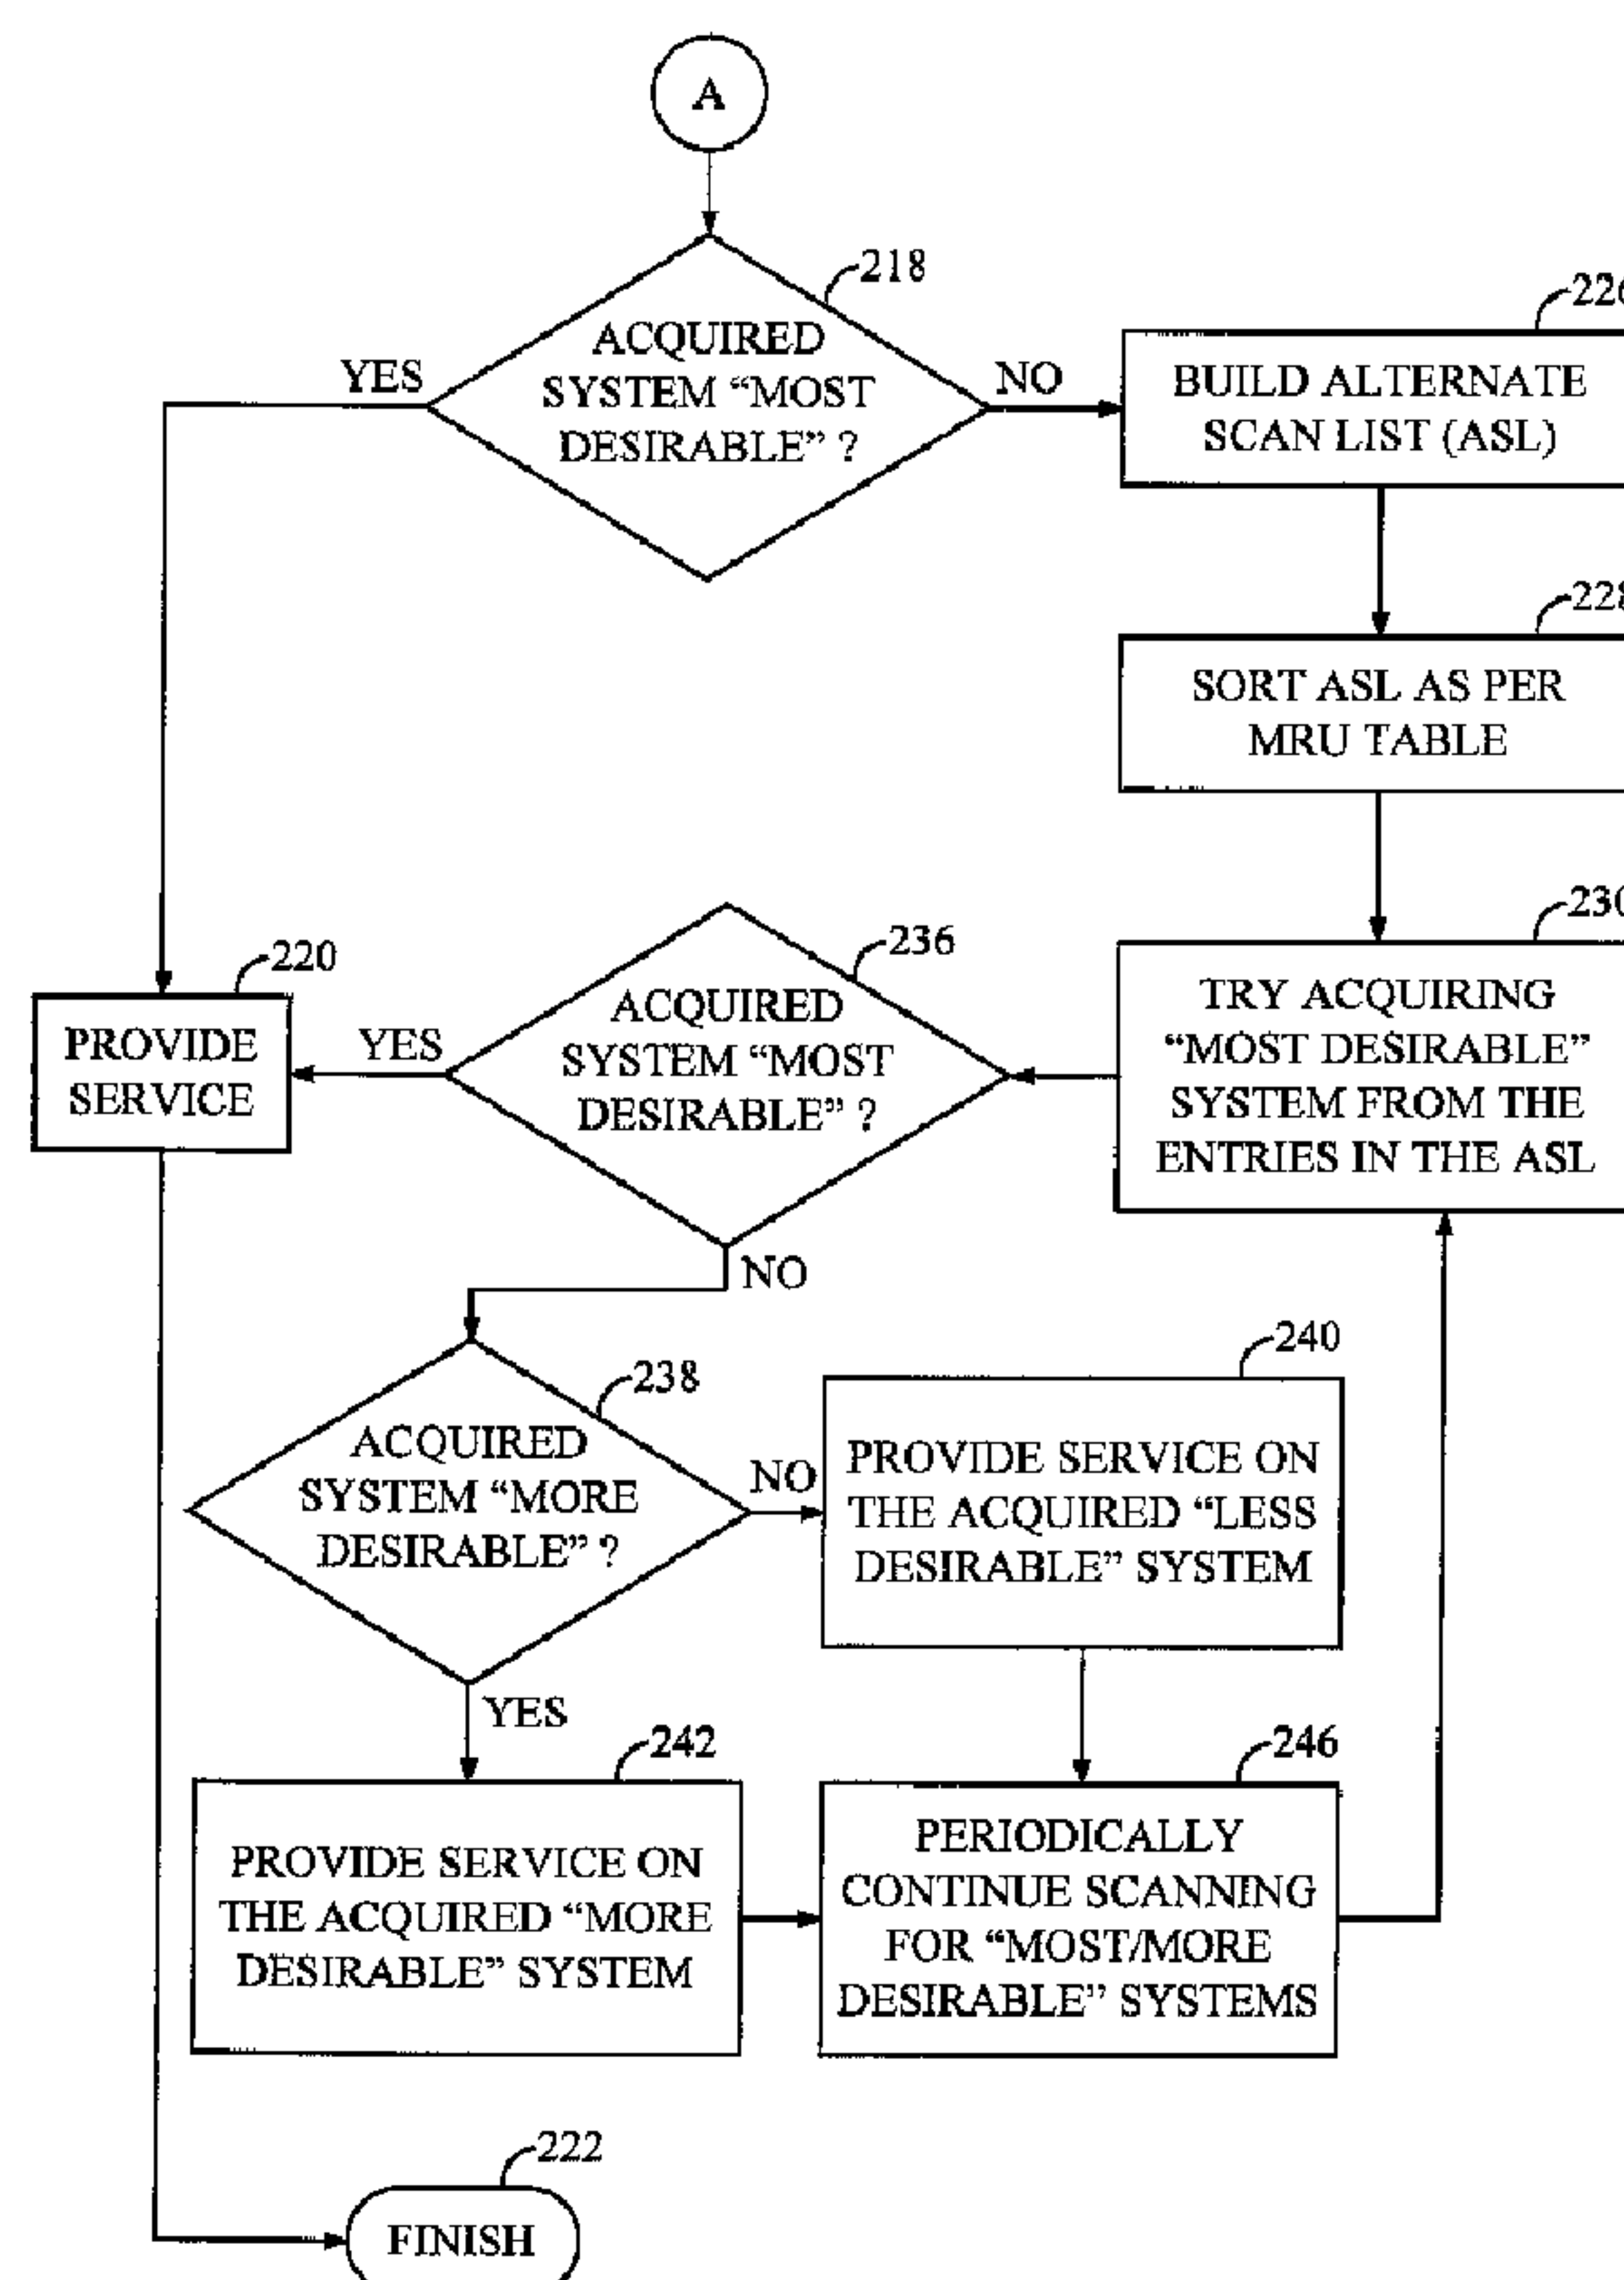 A
218
ACQUIRED
SYSTEM “MOST
DESIRABLE” ?
YES
NO
226
BUILD ALTERNATE
SCAN LIST (ASL)
228
SORT ASL AS PER
MRU TABLE
230
TRY ACQUIRING
“MOST DESIRABLE”
SYSTEM FROM THE
ENTRIES IN THE ASL
236
ACQUIRED
SYSTEM “MOST
DESIRABLE” ?
YES
NO
220
PROVIDE
SERVICE
238
ACQUIRED
SYSTEM “MORE
DESIRABLE” ?
NO
YES
240
PROVIDE SERVICE ON
THE ACQUIRED “LESS
DESIRABLE” SYSTEM
242
PROVIDE SERVICE ON
THE ACQUIRED “MORE
DESIRABLE” SYSTEM
246
PERIODICALLY
CONTINUE SCANNING
FOR “MOST/MORE
DESIRABLE” SYSTEMS
222
FINISH